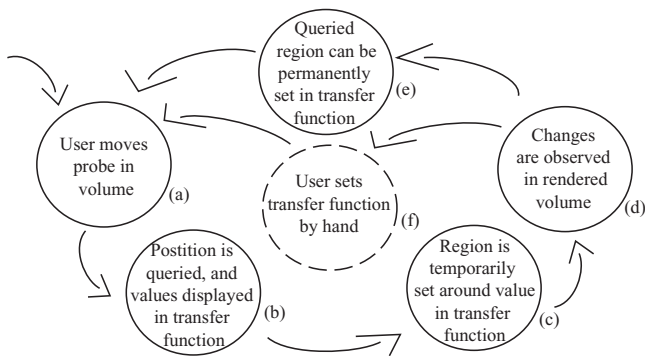 Queried
region can be
permanently
set in transfer
function
(e)
User moves
probe in
volume
(a)
Changes
are observed
in rendered
volume
(d)
User sets
transfer function
by hand
(f)
Postition is
queried, and
values displayed
in transfer
function
(b)
Region is
temporarily
set around value
in transfer
function
(c)